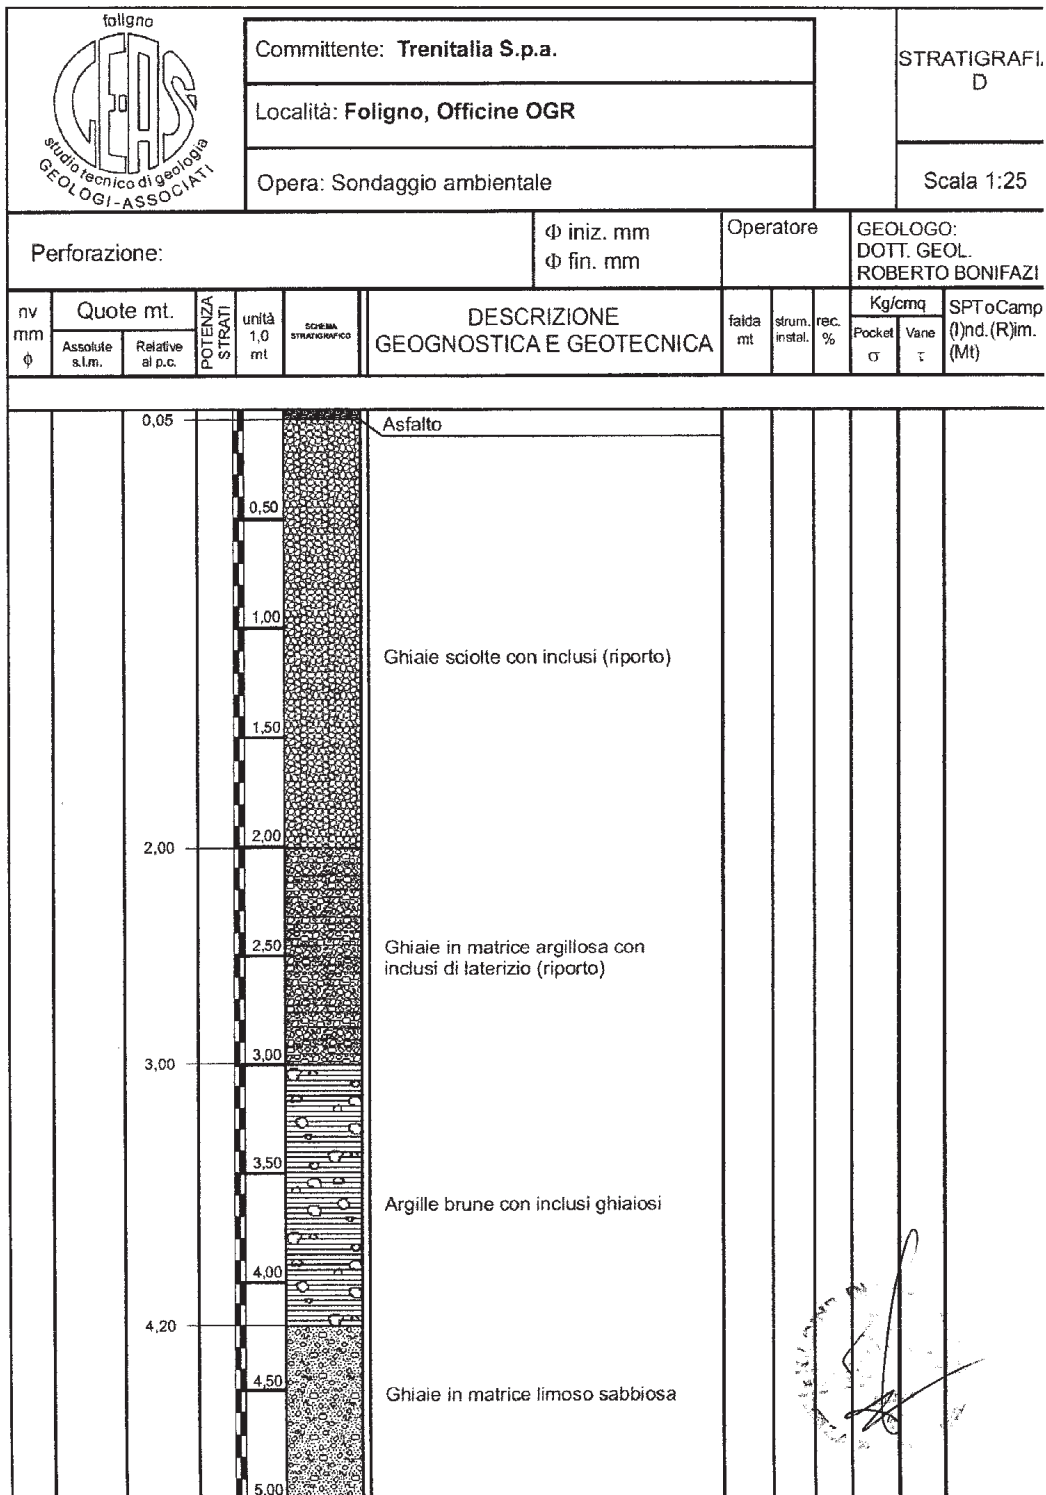 foligno
GEAS
studio tecnico di geologia
GEOLOGI-ASSOCIATI
Committente: Trenitalia S.p.a.
Località: Foligno, Officine OGR
Opera: Sondaggio ambientale
STRATIGRAFI
D
Scala 1:25
Perforazione:
Φ iniz. mm
Φ fin. mm
Operatore
GEOLOGO:
DOTT. GEOL.
ROBERTO BONIFAZI
nv
mm
ϕ
Quote mt.
Assolute
s.l.m.
Relative
al p.c.
POTENZA
STRATI
unità
1,0
mt
SCHEMA
STRATIGRAFICO
DESCRIZIONE
GEOGNOSTICA E GEOTECNICA
falda
mt
strum.
instal.
rec.
%
Kg/cmq
Pocket
σ
Vane
τ
SPT o Camp
(I)nd. (R)im.
(Mt)
0,05
Asfalto
0,50
1,00
Ghiaie sciolte con inclusi (riporto)
1,50
2,00
2,00
2,50
Ghiaie in matrice argillosa con
inclusi di laterizio (riporto)
3,00
3,00
3,50
Argille brune con inclusi ghiaiosi
4,00
4,20
4,50
Ghiaie in matrice limoso sabbiosa
5,00